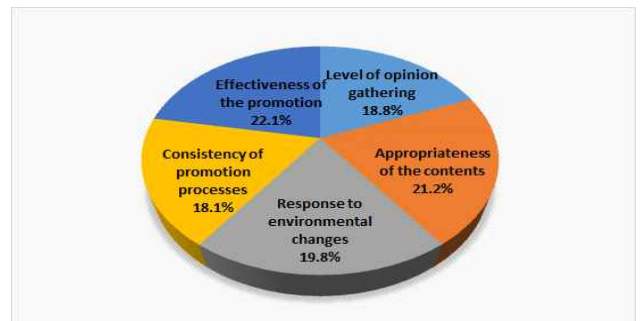 Level of opinion
gathering
18.8%
Appropriateness
of the contents
21.2%
Response to
environmental
changes
19.8%
Consistency of
promotion
processes
18.1%
Effectiveness of
the promotion
22.1%